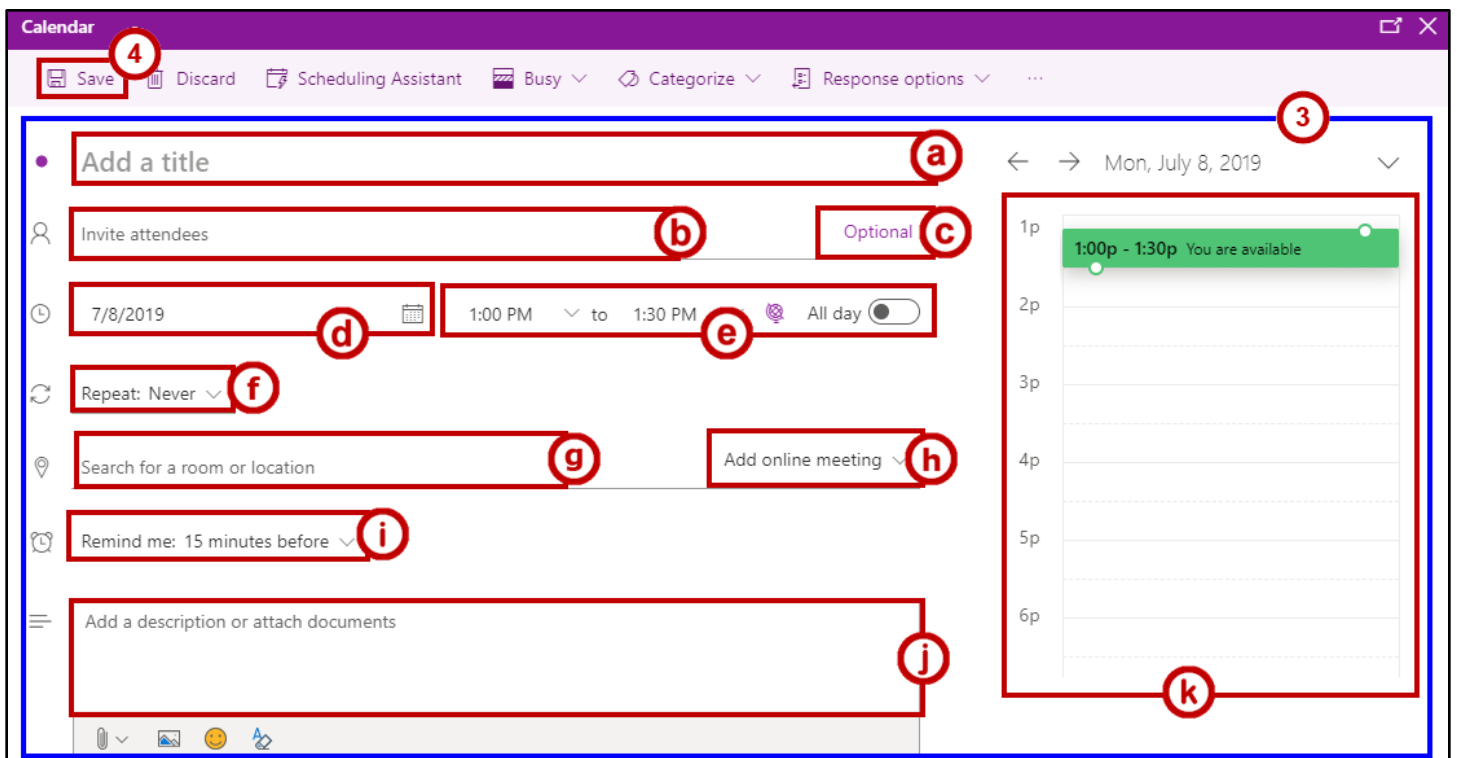 Calendar
4
Save Discard Scheduling Assistant Busy Categorize Response options ...
3
Add a title a
Mon, July 8, 2019
Invite attendees b Optional c
1p
1:00p - 1:30p You are available
7/8/2019 d 1:00 PM to 1:30 PM e All day
2p
Repeat: Never f
3p
Search for a room or location g Add online meeting h
4p
Remind me: 15 minutes before i
5p
Add a description or attach documents
6p
j
k